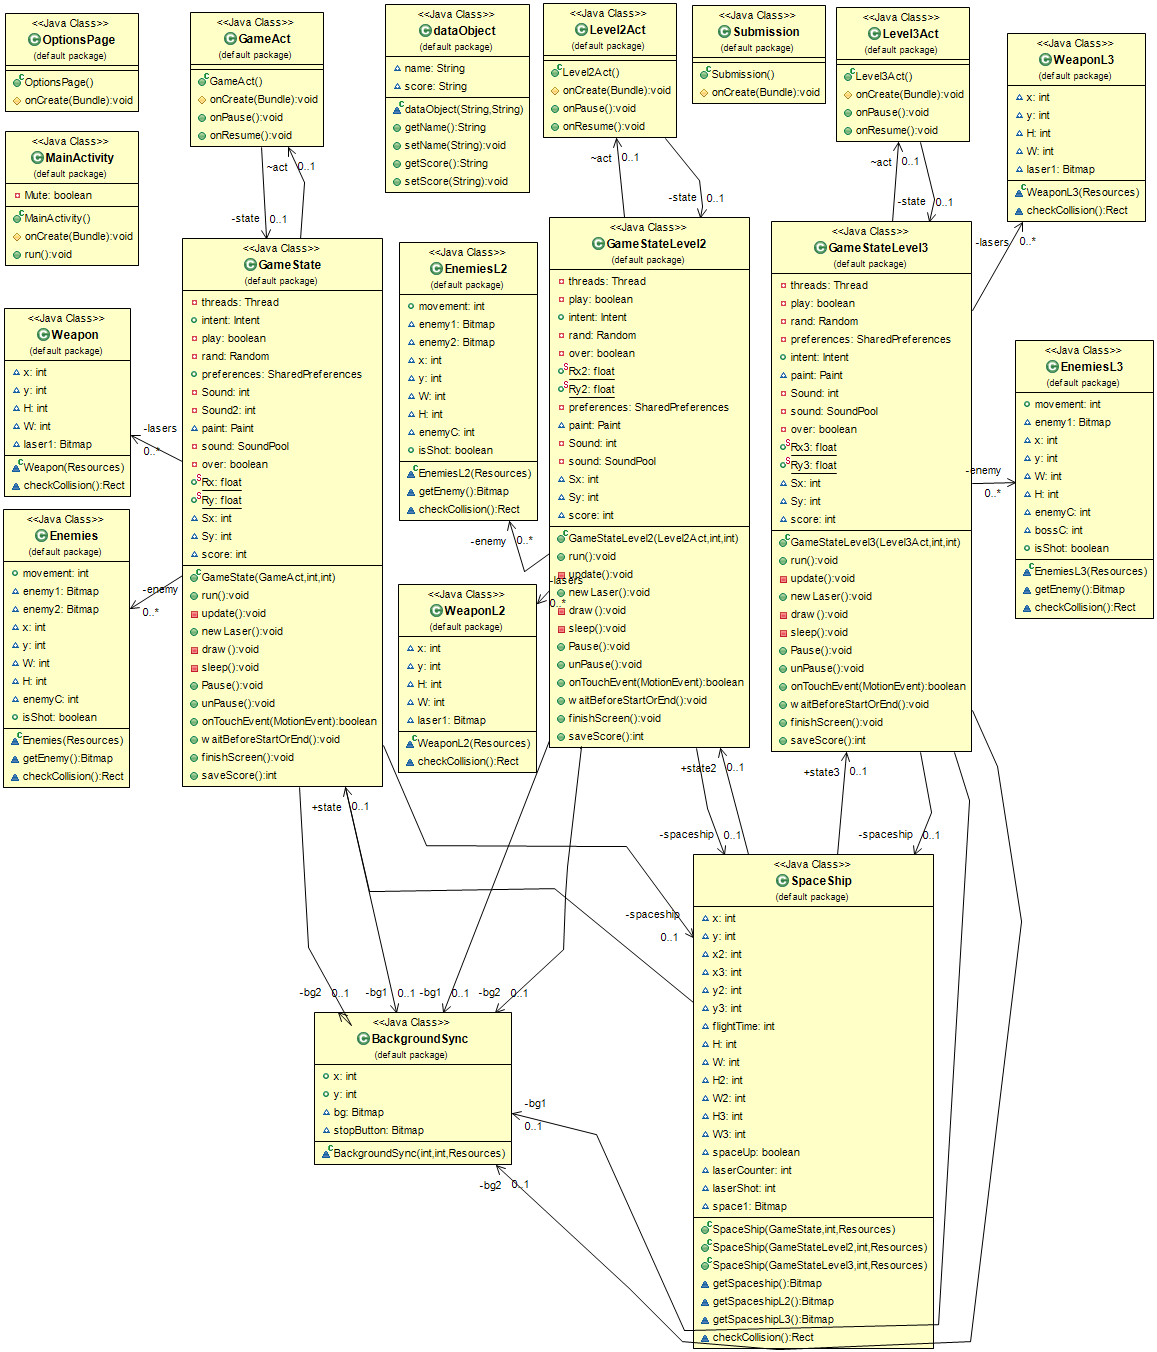 <<Java Class>>
OptionsPage
(default package)
OptionsPage()
onCreate(Bundle):void
<<Java Class>>
GameAct
(default package)
GameAct()
onCreate(Bundle):void
onPause():void
onResume():void
<<Java Class>>
dataObject
(default package)
name: String
score: String
dataObject(String,String)
getName():String
setName(String):void
getScore():String
setScore(String):void
<<Java Class>>
Level2Act
(default package)
Level2Act()
onCreate(Bundle):void
onPause():void
onResume():void
<<Java Class>>
Submission
(default package)
Submission()
onCreate(Bundle):void
<<Java Class>>
Level3Act
(default package)
Level3Act()
onCreate(Bundle):void
onPause():void
onResume():void
<<Java Class>>
WeaponL3
(default package)
x: int
y: int
H: int
W: int
laser1: Bitmap
WeaponL3(Resources)
checkCollision():Rect
<<Java Class>>
MainActivity
(default package)
Mute: boolean
MainActivity()
onCreate(Bundle):void
run():void
~act 0..1
-state 0..1
~act 0..1
-state 0..1
~act 0..1
-state 0..1
-lasers 0..*
<<Java Class>>
GameState
(default package)
threads: Thread
intent: Intent
play: boolean
rand: Random
preferences: SharedPreferences
Sound: int
Sound2: int
paint: Paint
sound: SoundPool
over: boolean
Rx: float
Ry: float
Sx: int
Sy: int
score: int
GameState(GameAct,int,int)
run():void
update():void
newLaser():void
draw():void
sleep():void
Pause():void
unPause():void
onTouchEvent(MotionEvent):boolean
waitBeforeStartOrEnd():void
finishScreen():void
saveScore():int
<<Java Class>>
EnemiesL2
(default package)
movement: int
enemy1: Bitmap
enemy2: Bitmap
x: int
y: int
W: int
H: int
enemyC: int
isShot: boolean
EnemiesL2(Resources)
getEnemy():Bitmap
checkCollision():Rect
<<Java Class>>
GameStateLevel2
(default package)
threads: Thread
play: boolean
intent: Intent
rand: Random
over: boolean
Rx2: float
Ry2: float
preferences: SharedPreferences
paint: Paint
Sound: int
sound: SoundPool
Sx: int
Sy: int
score: int
GameStateLevel2(Level2Act,int,int)
run():void
update():void
newLaser():void
draw():void
sleep():void
Pause():void
unPause():void
onTouchEvent(MotionEvent):boolean
waitBeforeStartOrEnd():void
finishScreen():void
saveScore():int
<<Java Class>>
GameStateLevel3
(default package)
threads: Thread
play: boolean
rand: Random
preferences: SharedPreferences
intent: Intent
paint: Paint
Sound: int
sound: SoundPool
over: boolean
Rx3: float
Ry3: float
Sx: int
Sy: int
score: int
GameStateLevel3(Level3Act,int,int)
run():void
update():void
newLaser():void
draw():void
sleep():void
Pause():void
unPause():void
onTouchEvent(MotionEvent):boolean
waitBeforeStartOrEnd():void
finishScreen():void
saveScore():int
<<Java Class>>
Weapon
(default package)
x: int
y: int
H: int
W: int
laser1: Bitmap
Weapon(Resources)
checkCollision():Rect
-lasers
0..*
<<Java Class>>
EnemiesL3
(default package)
movement: int
enemy1: Bitmap
x: int
y: int
W: int
H: int
enemyC: int
bossC: int
isShot: boolean
EnemiesL3(Resources)
getEnemy():Bitmap
checkCollision():Rect
-enemy
0..*
<<Java Class>>
Enemies
(default package)
movement: int
enemy1: Bitmap
enemy2: Bitmap
x: int
y: int
W: int
H: int
enemyC: int
isShot: boolean
Enemies(Resources)
getEnemy():Bitmap
checkCollision():Rect
-enemy
0..*
-enemy 0..*
-lasers
0..*
<<Java Class>>
WeaponL2
(default package)
x: int
y: int
H: int
W: int
laser1: Bitmap
WeaponL2(Resources)
checkCollision():Rect
+state 0..1
+state2 0..1
+state3 0..1
-spaceship 0..1
-spaceship 0..1
-spaceship
0..1
-bg2 0..1
-bg1 0..1
-bg1 0..1
-bg2 0..1
<<Java Class>>
BackgroundSync
(default package)
x: int
y: int
bg: Bitmap
stopButton: Bitmap
BackgroundSync(int,int,Resources)
-bg1
0..1
-bg2 0..1
<<Java Class>>
SpaceShip
(default package)
x: int
y: int
x2: int
x3: int
y2: int
y3: int
flightTime: int
H: int
W: int
H2: int
W2: int
H3: int
W3: int
spaceUp: boolean
laserCounter: int
laserShot: int
space1: Bitmap
SpaceShip(GameState,int,Resources)
SpaceShip(GameStateLevel2,int,Resources)
SpaceShip(GameStateLevel3,int,Resources)
getSpaceship():Bitmap
getSpaceshipL2():Bitmap
getSpaceshipL3():Bitmap
checkCollision():Rect